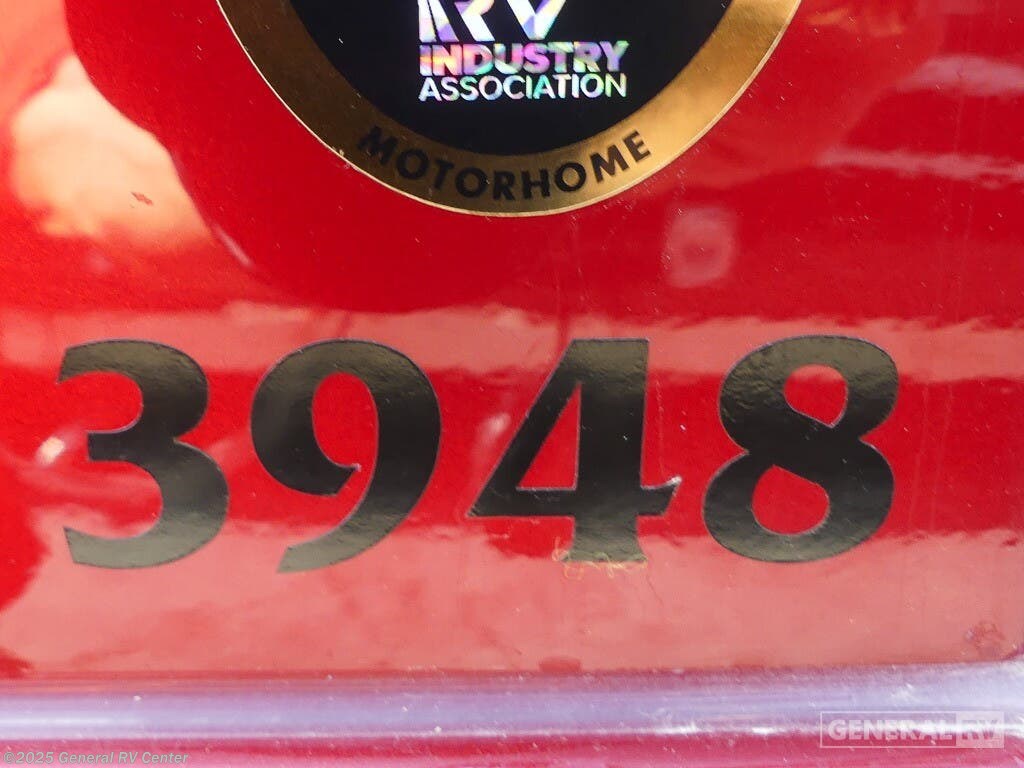 RV
INDUSTRY
ASSOCIATION
MOTORHOME
3948
GENERAL RV
©2025 General RV Center